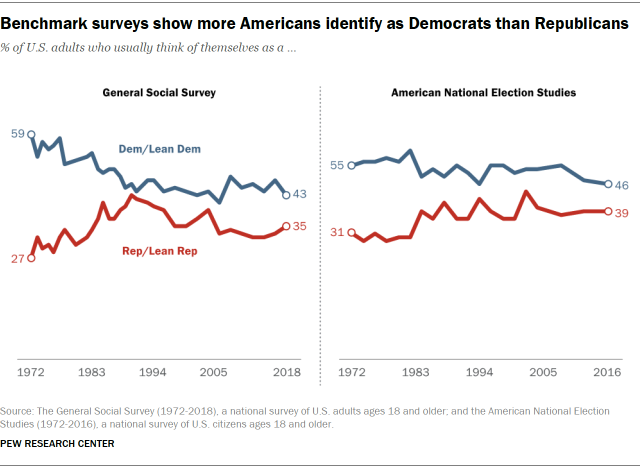 Benchmark surveys show more Americans identify as Democrats than Republicans
% of U.S. adults who usually think of themselves as a ...
General Social Survey
59
Dem/Lean Dem
43
35
Rep/Lean Rep
27
1972 1983 1994 2005 2018
American National Election Studies
55
46
39
31
1972 1983 1994 2005 2016
Source: The General Social Survey (1972-2018), a national survey of U.S. adults ages 18 and older; and the American National Election
Studies (1972-2016), a national survey of U.S. citizens ages 18 and older.
PEW RESEARCH CENTER